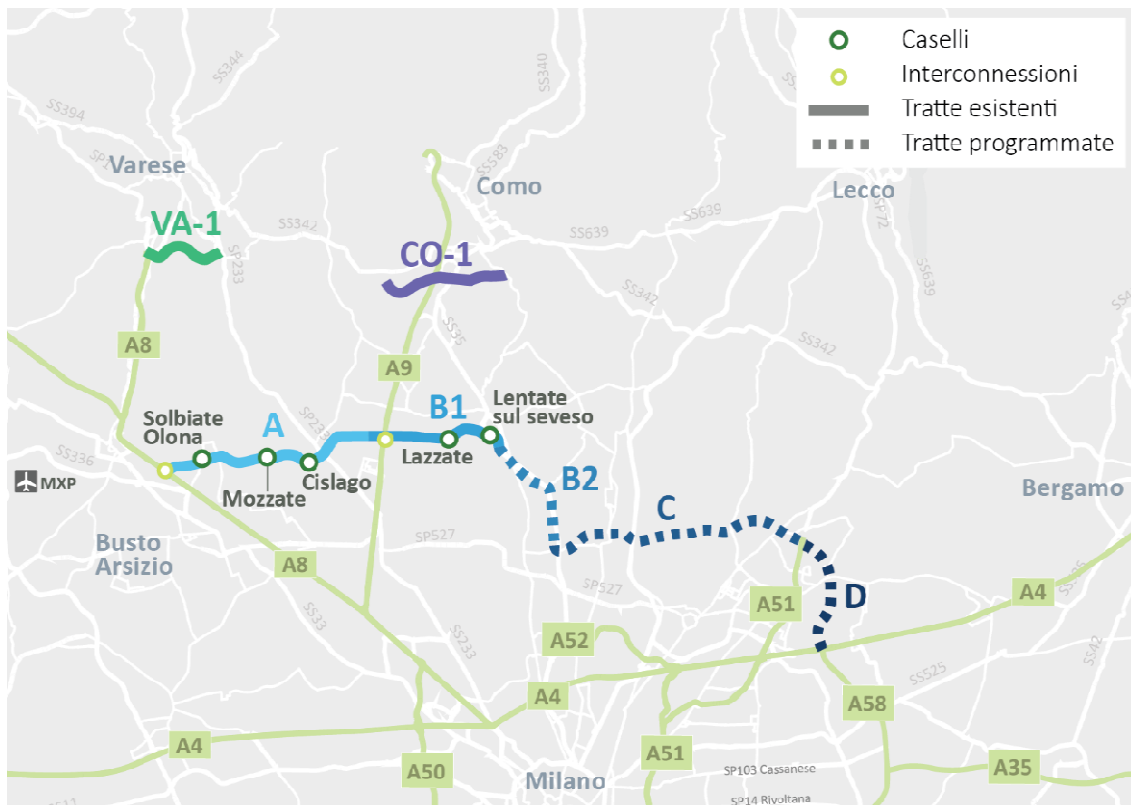 Caselli
Interconnessioni
Tratte esistenti
Tratte programmate
SS344
SS340
SS394
SS583
Varese
Como
Lecco
SP72
VA-1
SS342
SP233
SS639
SS639
SS639
CO-1
SS342
SS35
SS342
A8
A9
Solbiate
Olona
A
SP233
B1
Lentate
sul seveso
SS336
MXP
Mozzate
Cislago
Lazzate
B2
C
Bergamo
Busto
Arsizio
SP527
A8
SP527
A51
D
A4
SS33
SS233
A52
SS42
SS525
A4
A58
A4
A50
A51
Milano
SP103 Cassanese
A35
SP14 Rivoltana